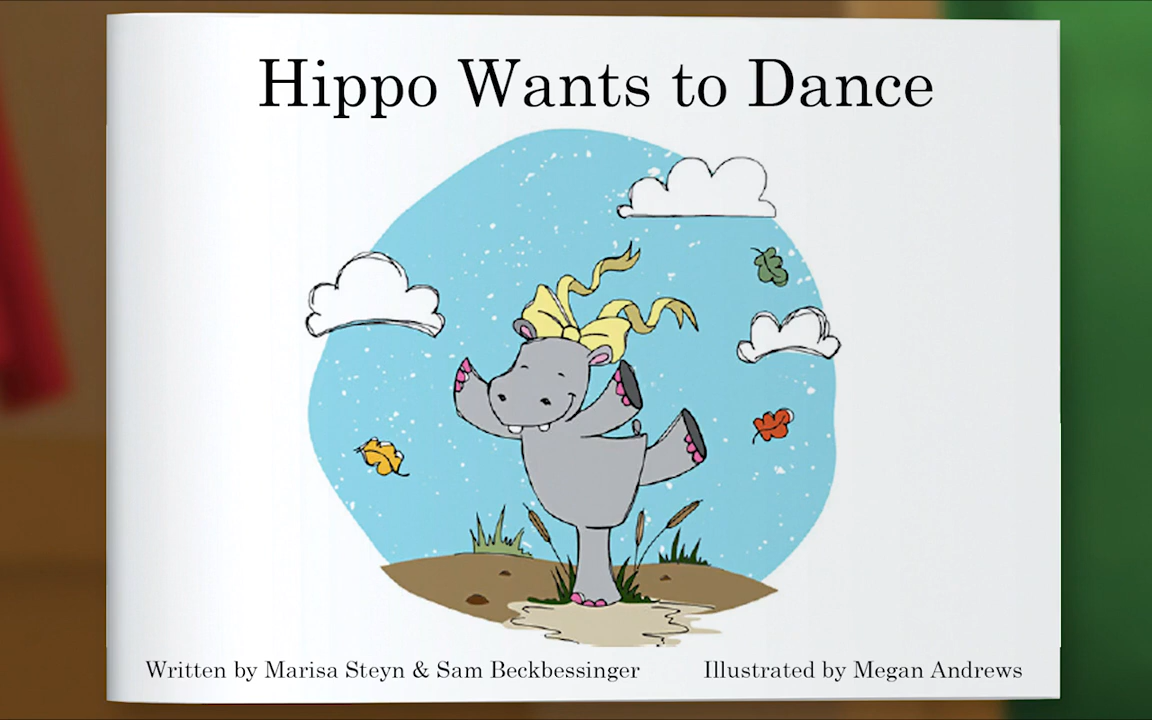 Hippo Wants to Dance
Written by Marisa Steyn & Sam Beckbessinger
Illustrated by Megan Andrews